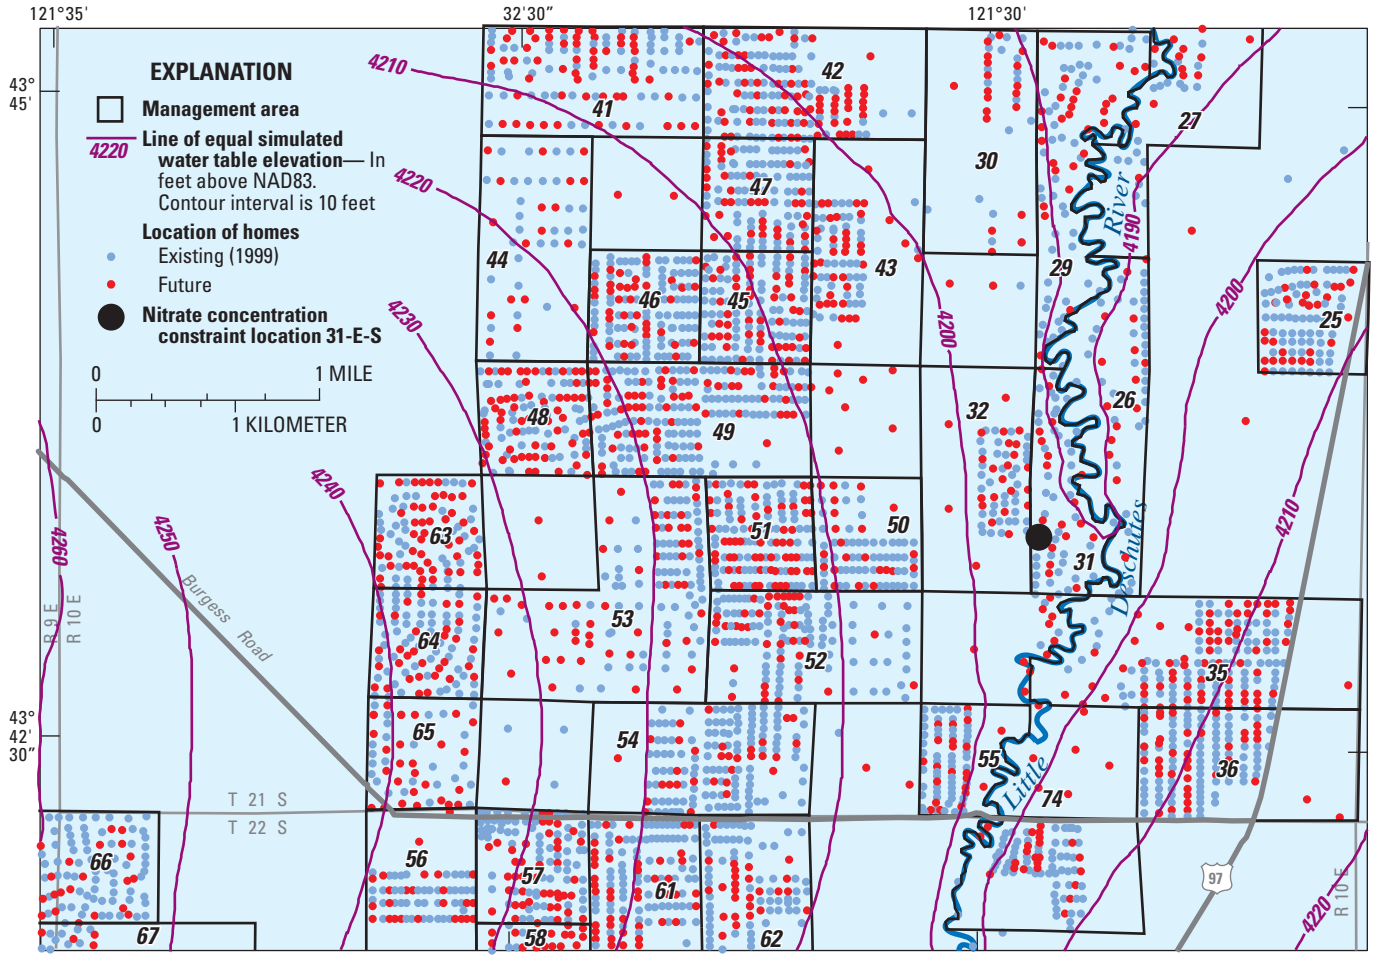 121°35'
32'30”
121°30'
43°
45'
EXPLANATION
Management area
4220
Line of equal simulated
water table elevation— In
feet above NAD83.
Contour interval is 10 feet
Location of homes
Existing (1999)
Future
Nitrate concentration
constraint location 31-E-S
0
1 MILE
0
1 KILOMETER
4210
4220
4230
4240
4250
4260
4200
4190
4200
4210
4220
41
42
30
27
47
44
43
29
46
45
25
48
49
32
26
63
51
50
31
64
53
52
35
65
54
55
36
74
66
56
57
61
67
58
62
River
Deschutes
Little
Burgess Road
R 9 E
R 10 E
43°
42'
30”
T 21 S
T 22 S
97
R 10 E